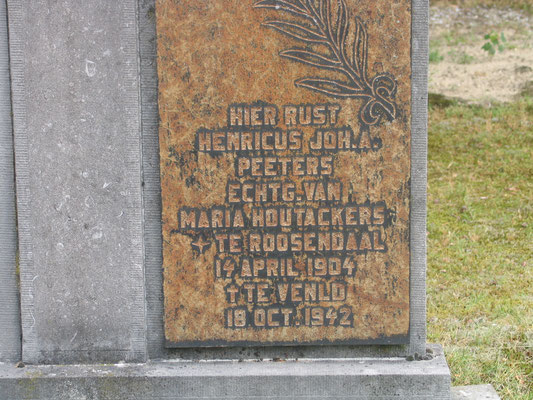 HIER RUST
HENRICUS JOH.A.
PEETERS
ECHTG. VAN
MARIA HOUTACKERS
* TE ROOSENDAAL
14 APRIL 1904
† TE VENLO
18 OCT. 1942